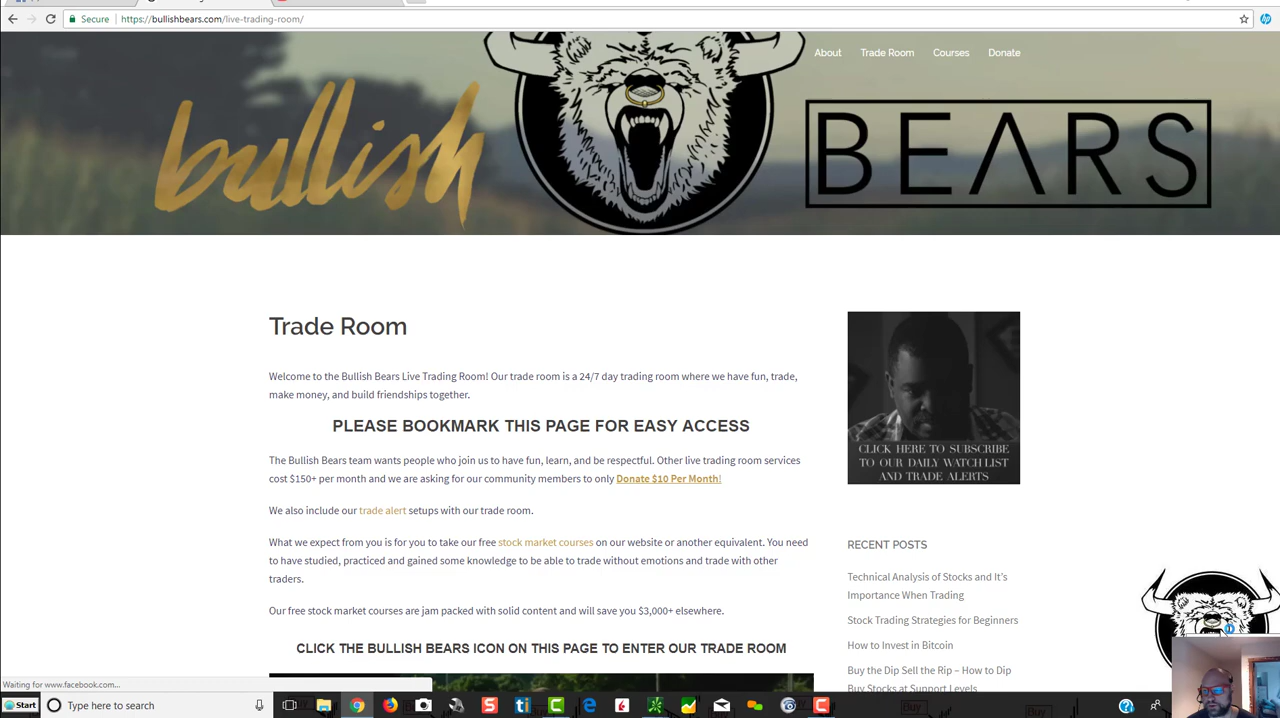 Secure
https://bullishbears.com/live-trading-room/
About Trade Room Courses Donate
bullish BEARS
Trade Room
Welcome to the Bullish Bears Live Trading Room! Our trade room is a 24/7 day trading room where we have fun, trade,
make money, and build friendships together.
PLEASE BOOKMARK THIS PAGE FOR EASY ACCESS
The Bullish Bears team wants people who join us to have fun, learn, and be respectful. Other live trading room services
cost $150+ per month and we are asking for our community members to only Donate $10 Per Month!
We also include our trade alert setups with our trade room.
What we expect from you is for you to take our free stock market courses on our website or another equivalent. You need
to have studied, practiced and gained some knowledge to be able to trade without emotions and trade with other
traders.
Our free stock market courses are jam packed with solid content and will save you $3,000+ elsewhere.
CLICK THE BULLISH BEARS ICON ON THIS PAGE TO ENTER OUR TRADE ROOM
CLICK HERE TO SUBSCRIBE
TO OUR DAILY WATCH LIST
AND TRADE ALERTS
RECENT POSTS
Technical Analysis of Stocks and It's
Importance When Trading
Stock Trading Strategies for Beginners
How to Invest in Bitcoin
Buy the Dip Sell the Rip – How to Dip
Buy Stocks at Support Levels
Waiting for www.facebook.com...
Start
Type here to search
Buy
Buy